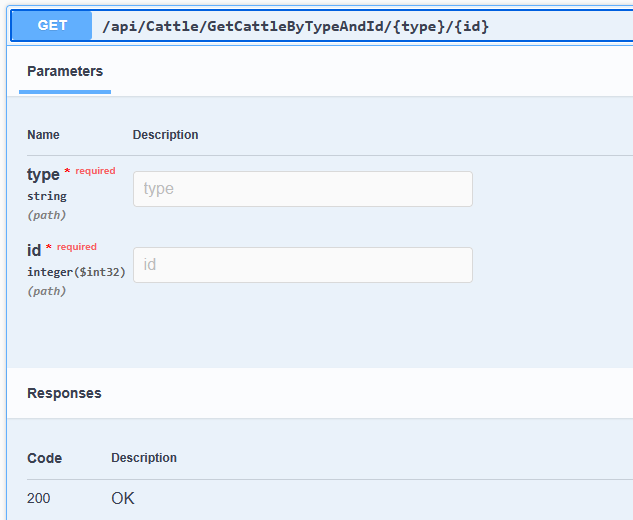 GET /api/Cattle/GetCattleByTypeAndId/{type}/{id}
Parameters
Name Description
type * required
string
(path)
type
id * required
integer($int32)
(path)
id
Responses
Code Description
200 OK